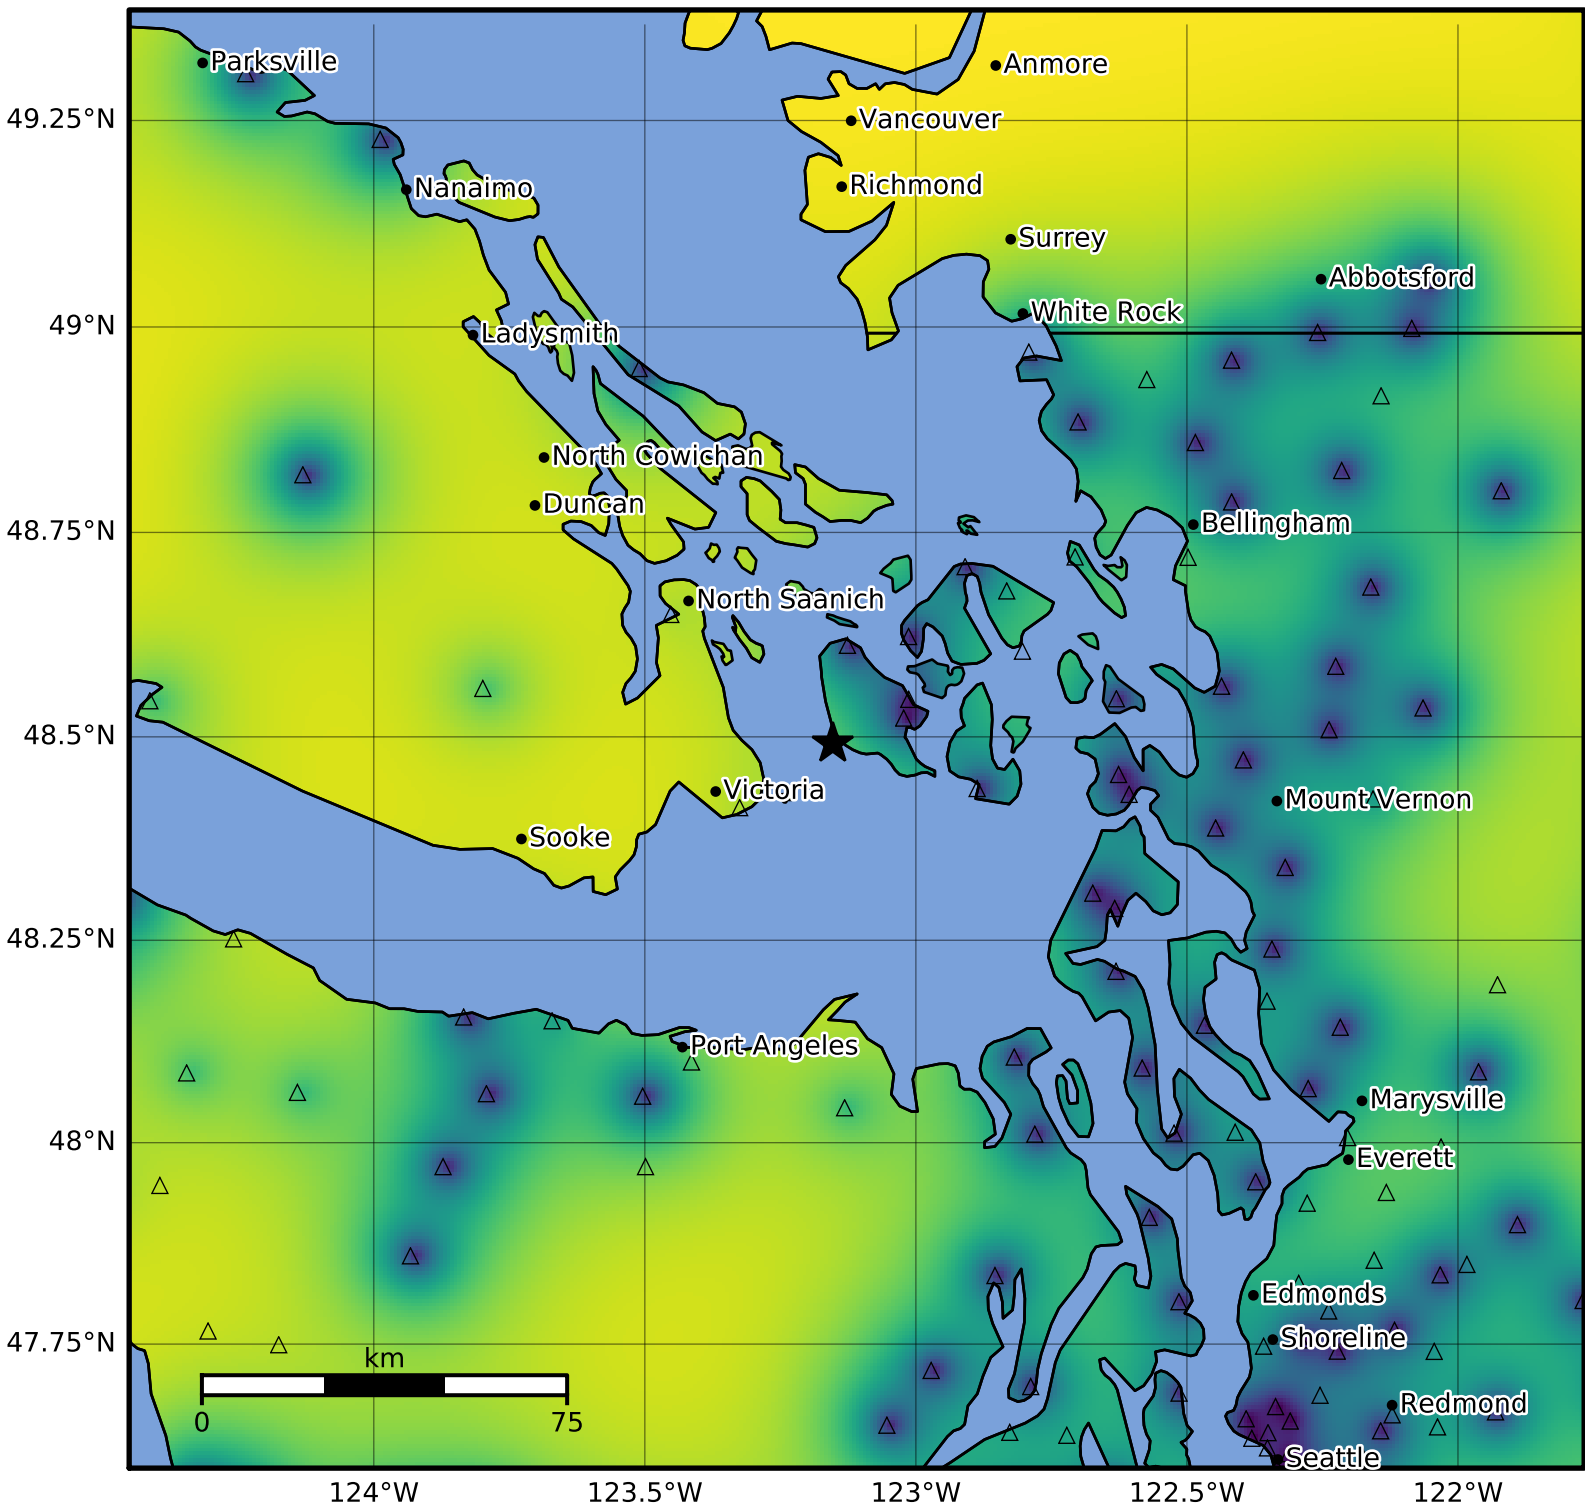 Parksville
Anmore
49.25°N
Vancouver
Richmond
Nanaimo
Surrey
Abbotsford
White Rock
49°N
Ladysmith
North Cowichan
Duncan
48.75°N
Bellingham
North Saanich
48.5°N
Victoria
Mount Vernon
Sooke
48.25°N
Port Angeles
Marysville
48°N
Everett
Edmonds
Shoreline
47.75°N
km
0
75
Redmond
Seattle
124°W
123.5°W
123°W
122.5°W
122°W